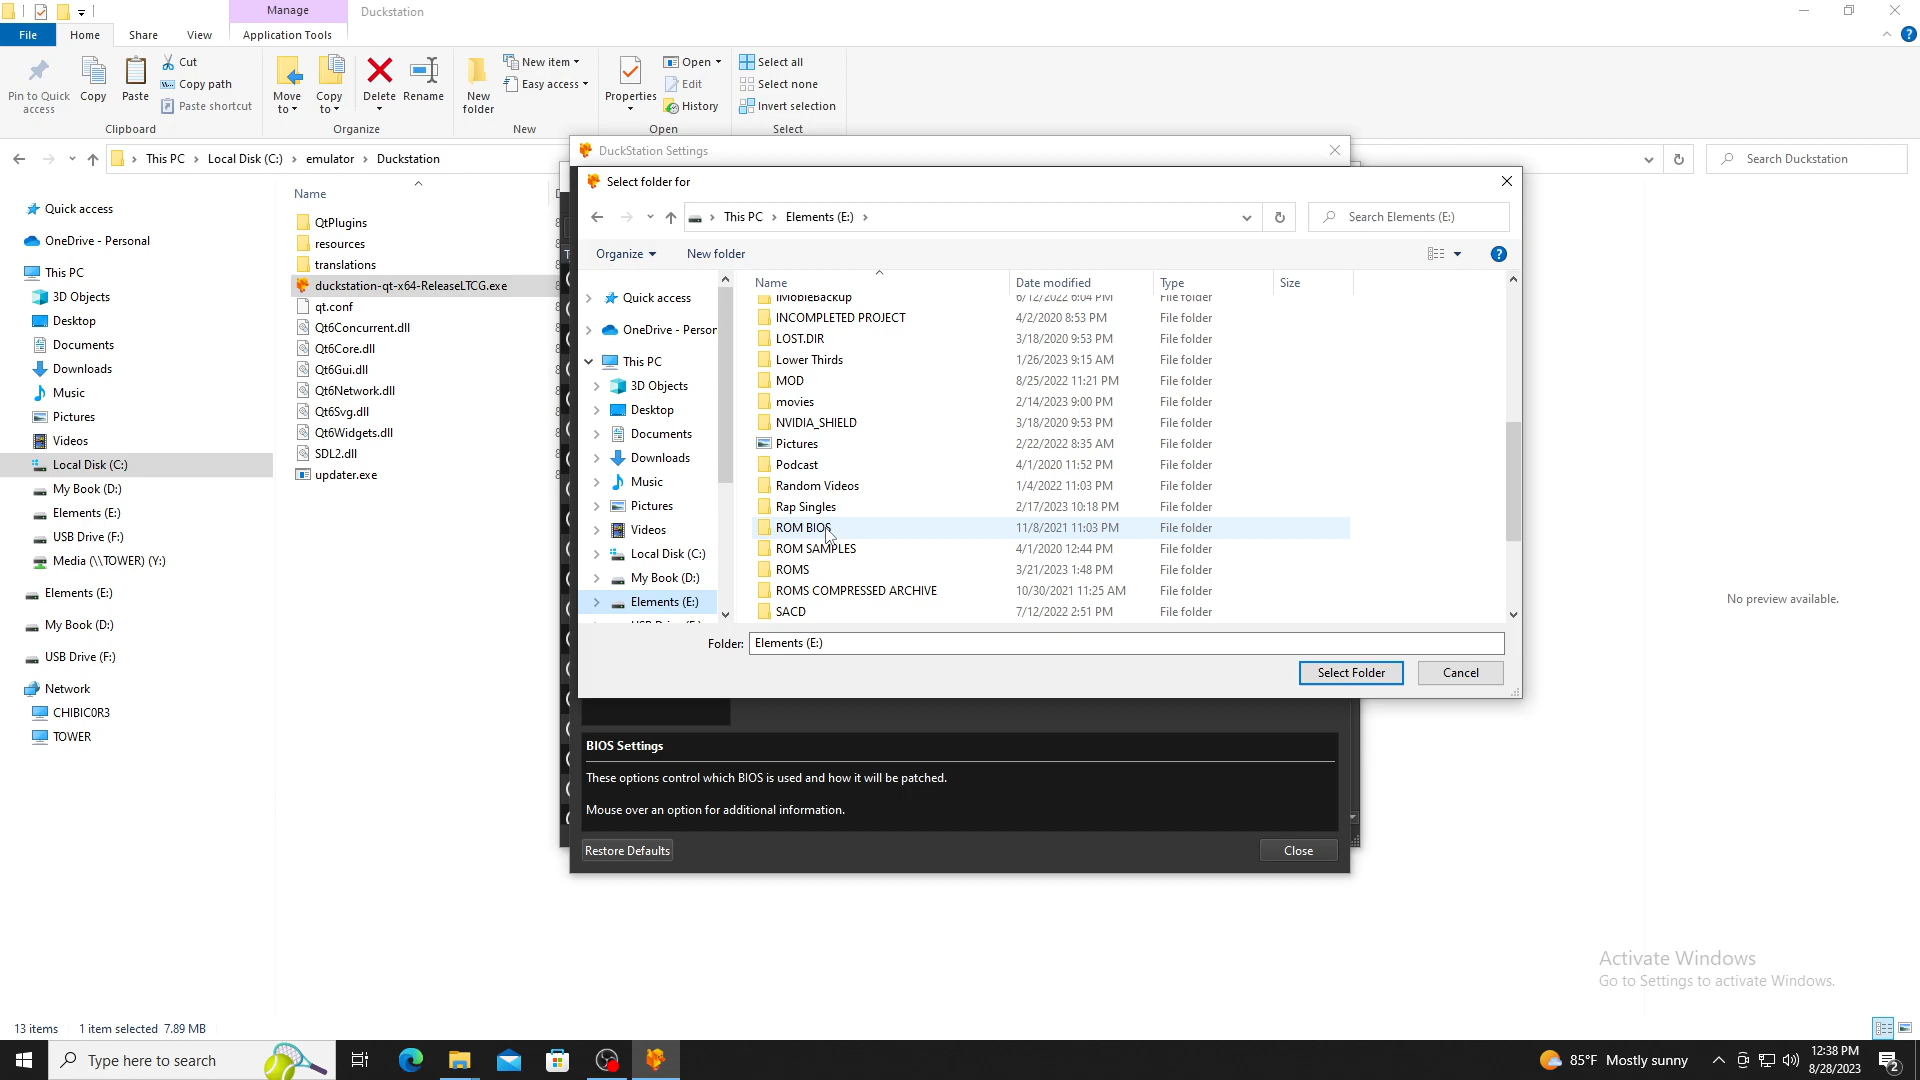 Manage
Duckstation
File
Home
Share
View
Application Tools
Pin to Quick access
Copy
Paste
Cut
Copy path
Paste shortcut
Clipboard
Move to
Copy to
Delete
Rename
Organize
New folder
New item
Easy access
New
Properties
Open
Edit
History
Open
Select all
Select none
Invert selection
Select
This PC
Local Disk (C:)
emulator
Duckstation
Search Duckstation
Quick access
OneDrive - Personal
This PC
3D Objects
Desktop
Documents
Downloads
Music
Pictures
Videos
Local Disk (C:)
My Book (D:)
Elements (E:)
USB Drive (F:)
Media (\\TOWER) (Y:)
Elements (E:)
My Book (D:)
USB Drive (F:)
Network
CHIBIC0R3
TOWER
Name
QtPlugins
resources
translations
duckstation-qt-x64-ReleaseLTCG.exe
qt.conf
Qt6Concurrent.dll
Qt6Core.dll
Qt6Gui.dll
Qt6Network.dll
Qt6Svg.dll
Qt6Widgets.dll
SDL2.dll
updater.exe
DuckStation Settings
Select folder for
This PC
Elements (E:)
Search Elements (E:)
Organize
New folder
Quick access
OneDrive - Person
This PC
3D Objects
Desktop
Documents
Downloads
Music
Pictures
Videos
Local Disk (C:)
My Book (D:)
Elements (E:)
Name Date modified Type Size
iMobieBackup 6/12/2022 6:04 PM File folder
INCOMPLETED PROJECT 4/2/2020 8:53 PM File folder
LOST.DIR 3/18/2020 9:53 PM File folder
Lower Thirds 1/26/2023 9:15 AM File folder
MOD 8/25/2022 11:21 PM File folder
movies 2/14/2023 9:00 PM File folder
NVIDIA_SHIELD 3/18/2020 9:53 PM File folder
Pictures 2/22/2022 8:35 AM File folder
Podcast 4/1/2020 11:52 PM File folder
Random Videos 1/4/2022 11:03 PM File folder
Rap Singles 2/17/2023 10:18 PM File folder
ROM BIOS 11/8/2021 11:03 PM File folder
ROM SAMPLES 4/1/2020 12:44 PM File folder
ROMS 3/21/2023 1:48 PM File folder
ROMS COMPRESSED ARCHIVE 10/30/2021 11:25 AM File folder
SACD 7/12/2022 2:51 PM File folder
Folder: Elements (E:)
Select Folder
Cancel
BIOS Settings
These options control which BIOS is used and how it will be patched.
Mouse over an option for additional information.
Restore Defaults
Close
No preview available.
Activate Windows
Go to Settings to activate Windows.
13 items 1 item selected 7.89 MB
Type here to search
85°F Mostly sunny
12:38 PM
8/28/2023
2